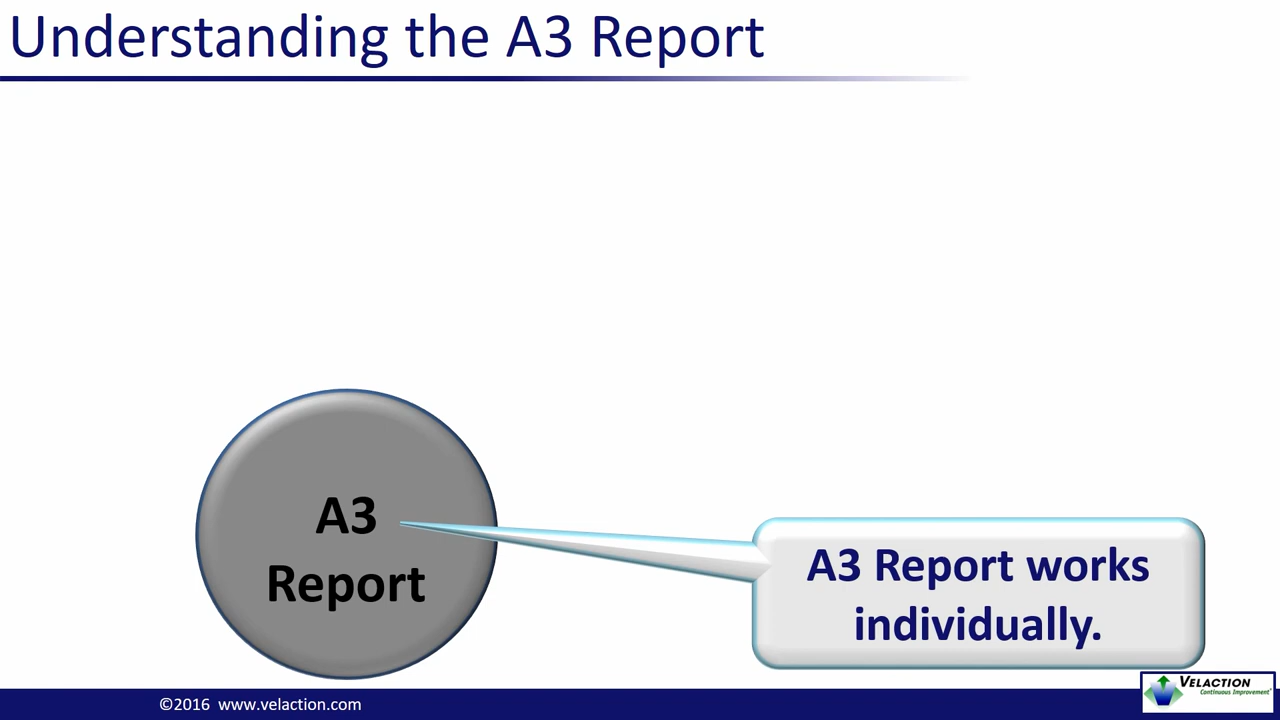 Understanding the A3 Report
A3
Report
A3 Report works
individually.
©2016 www.velaction.com
VELACTION
Continuous Improvement